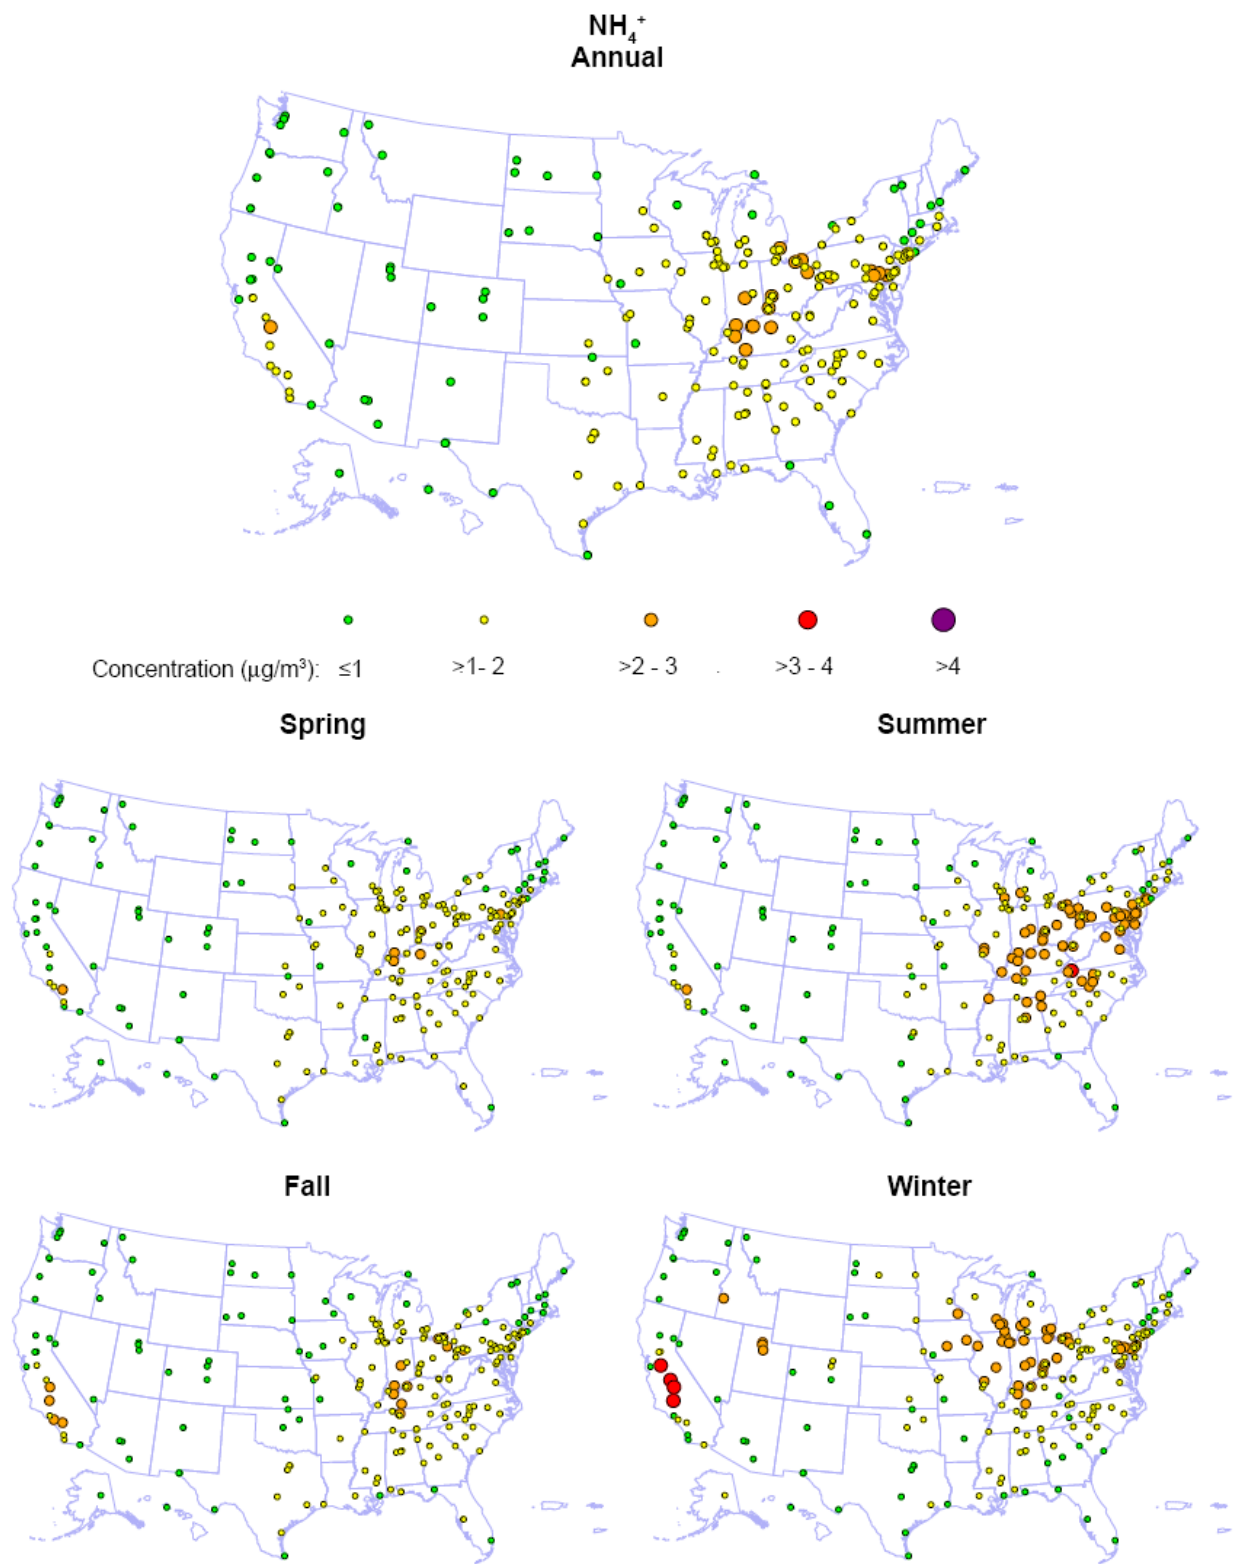 NH₄⁺
Annual
Concentration (μg/m³): ≤1 >1- 2 >2 - 3 . >3 - 4 >4
Spring Summer
Fall Winter